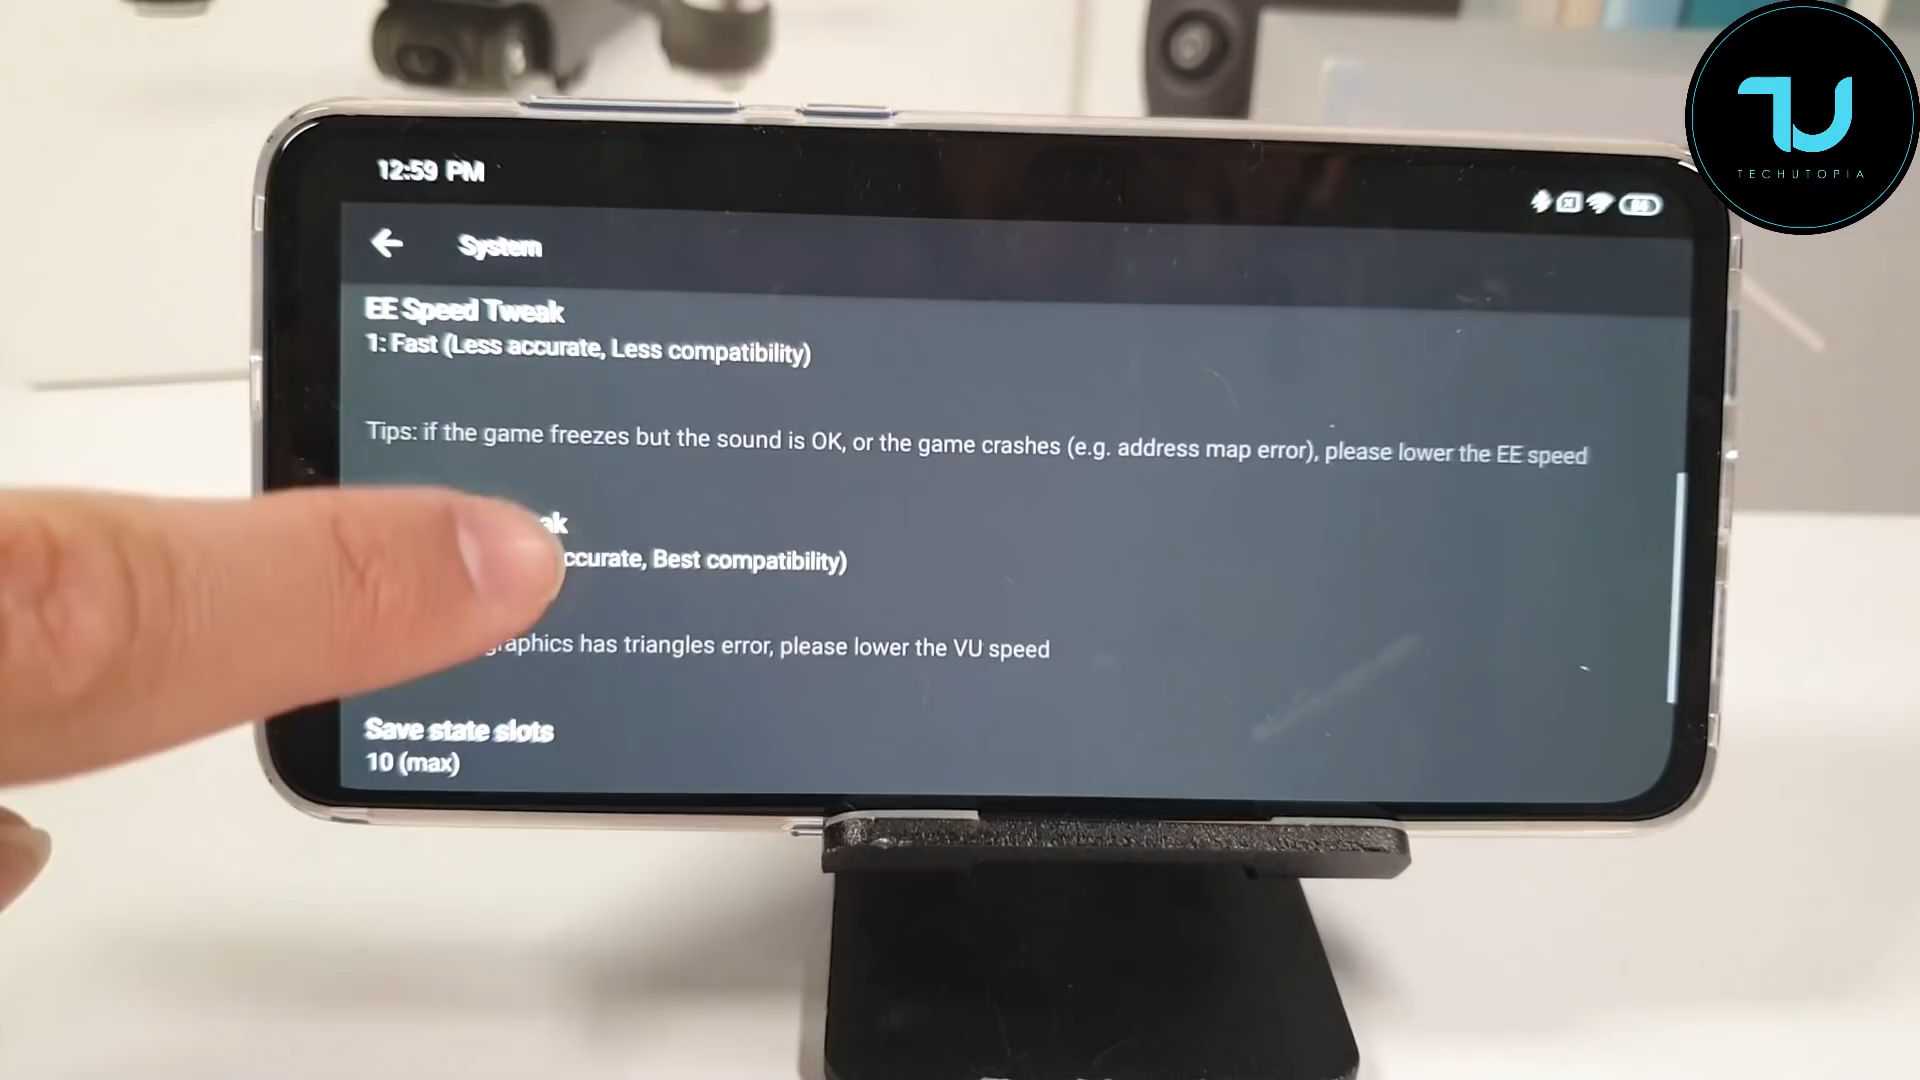 TECHUTOPIA
12:59 PM
System
EE Speed Tweak
1: Fast (Less accurate, Less compatibility)
Tips: if the game freezes but the sound is OK, or the game crashes (e.g. address map error), please lower the EE speed
Best compatibility)
has triangles error, please lower the VU speed
Save state slots
10 (max)